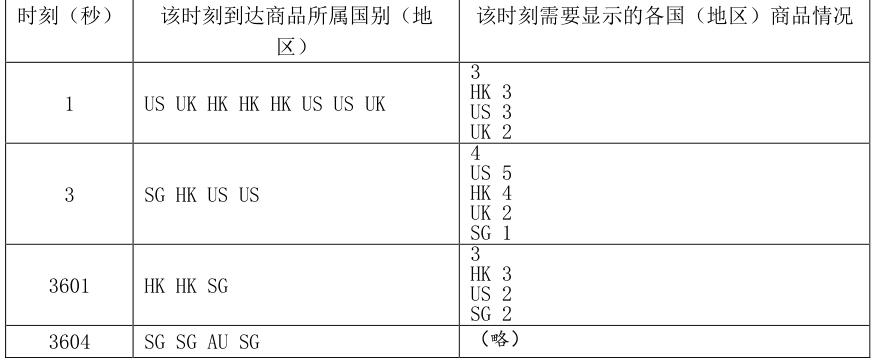 时刻（秒） 该时刻到达商品所属国别（地区） 该时刻需要显示的各国（地区）商品情况
1 US UK HK HK HK US US UK
3
HK 3
US 3
UK 2
3 SG HK US US
4
US 5
HK 4
UK 2
SG 1
3601 HK HK SG
3
HK 3
US 2
SG 2
3604 SG SG AU SG （略）